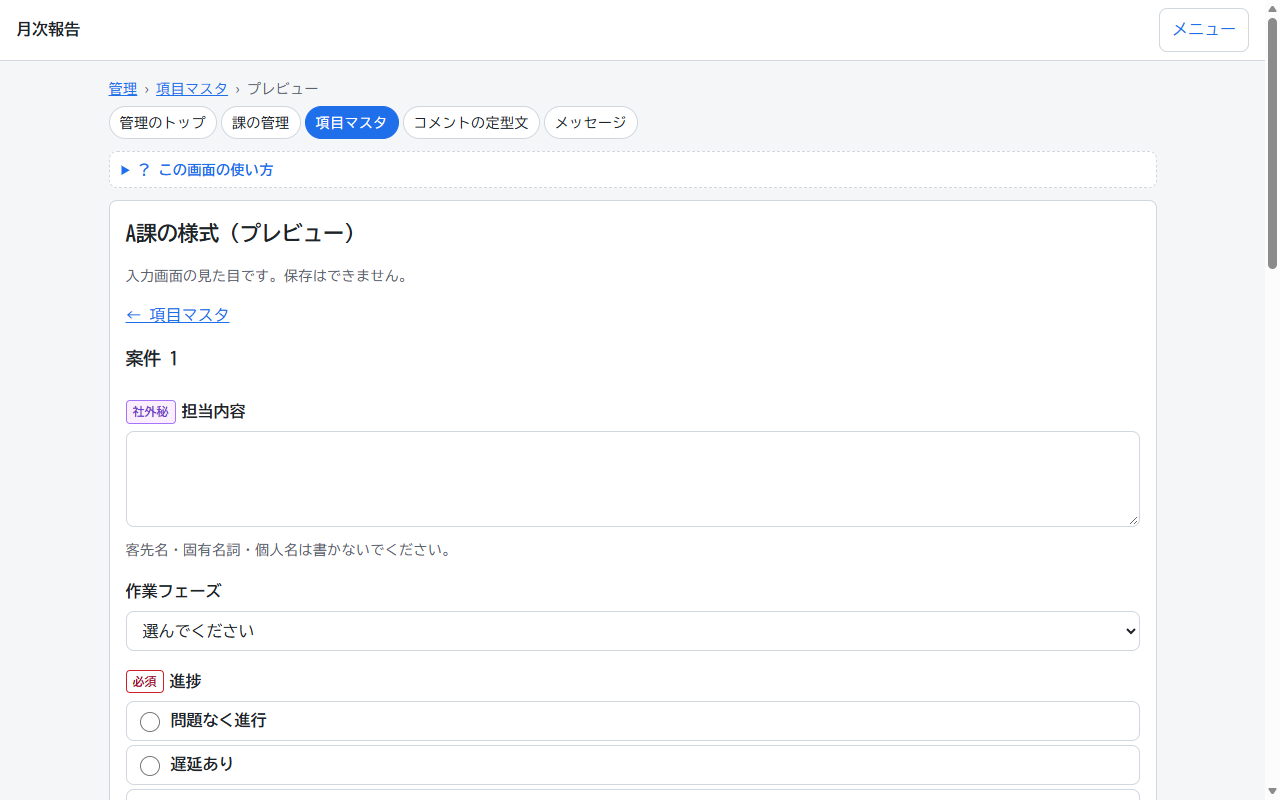 月次報告
メニュー
管理 › 項目マスタ › プレビュー
管理のトップ 課の管理 項目マスタ コメントの定型文 メッセージ
▶ ? この画面の使い方
A課の様式（プレビュー）
入力画面の見た目です。保存はできません。
← 項目マスタ
案件 1
社外秘 担当内容
客先名・固有名詞・個人名は書かないでください。
作業フェーズ
選んでください
必須 進捗
問題なく進行
遅延あり